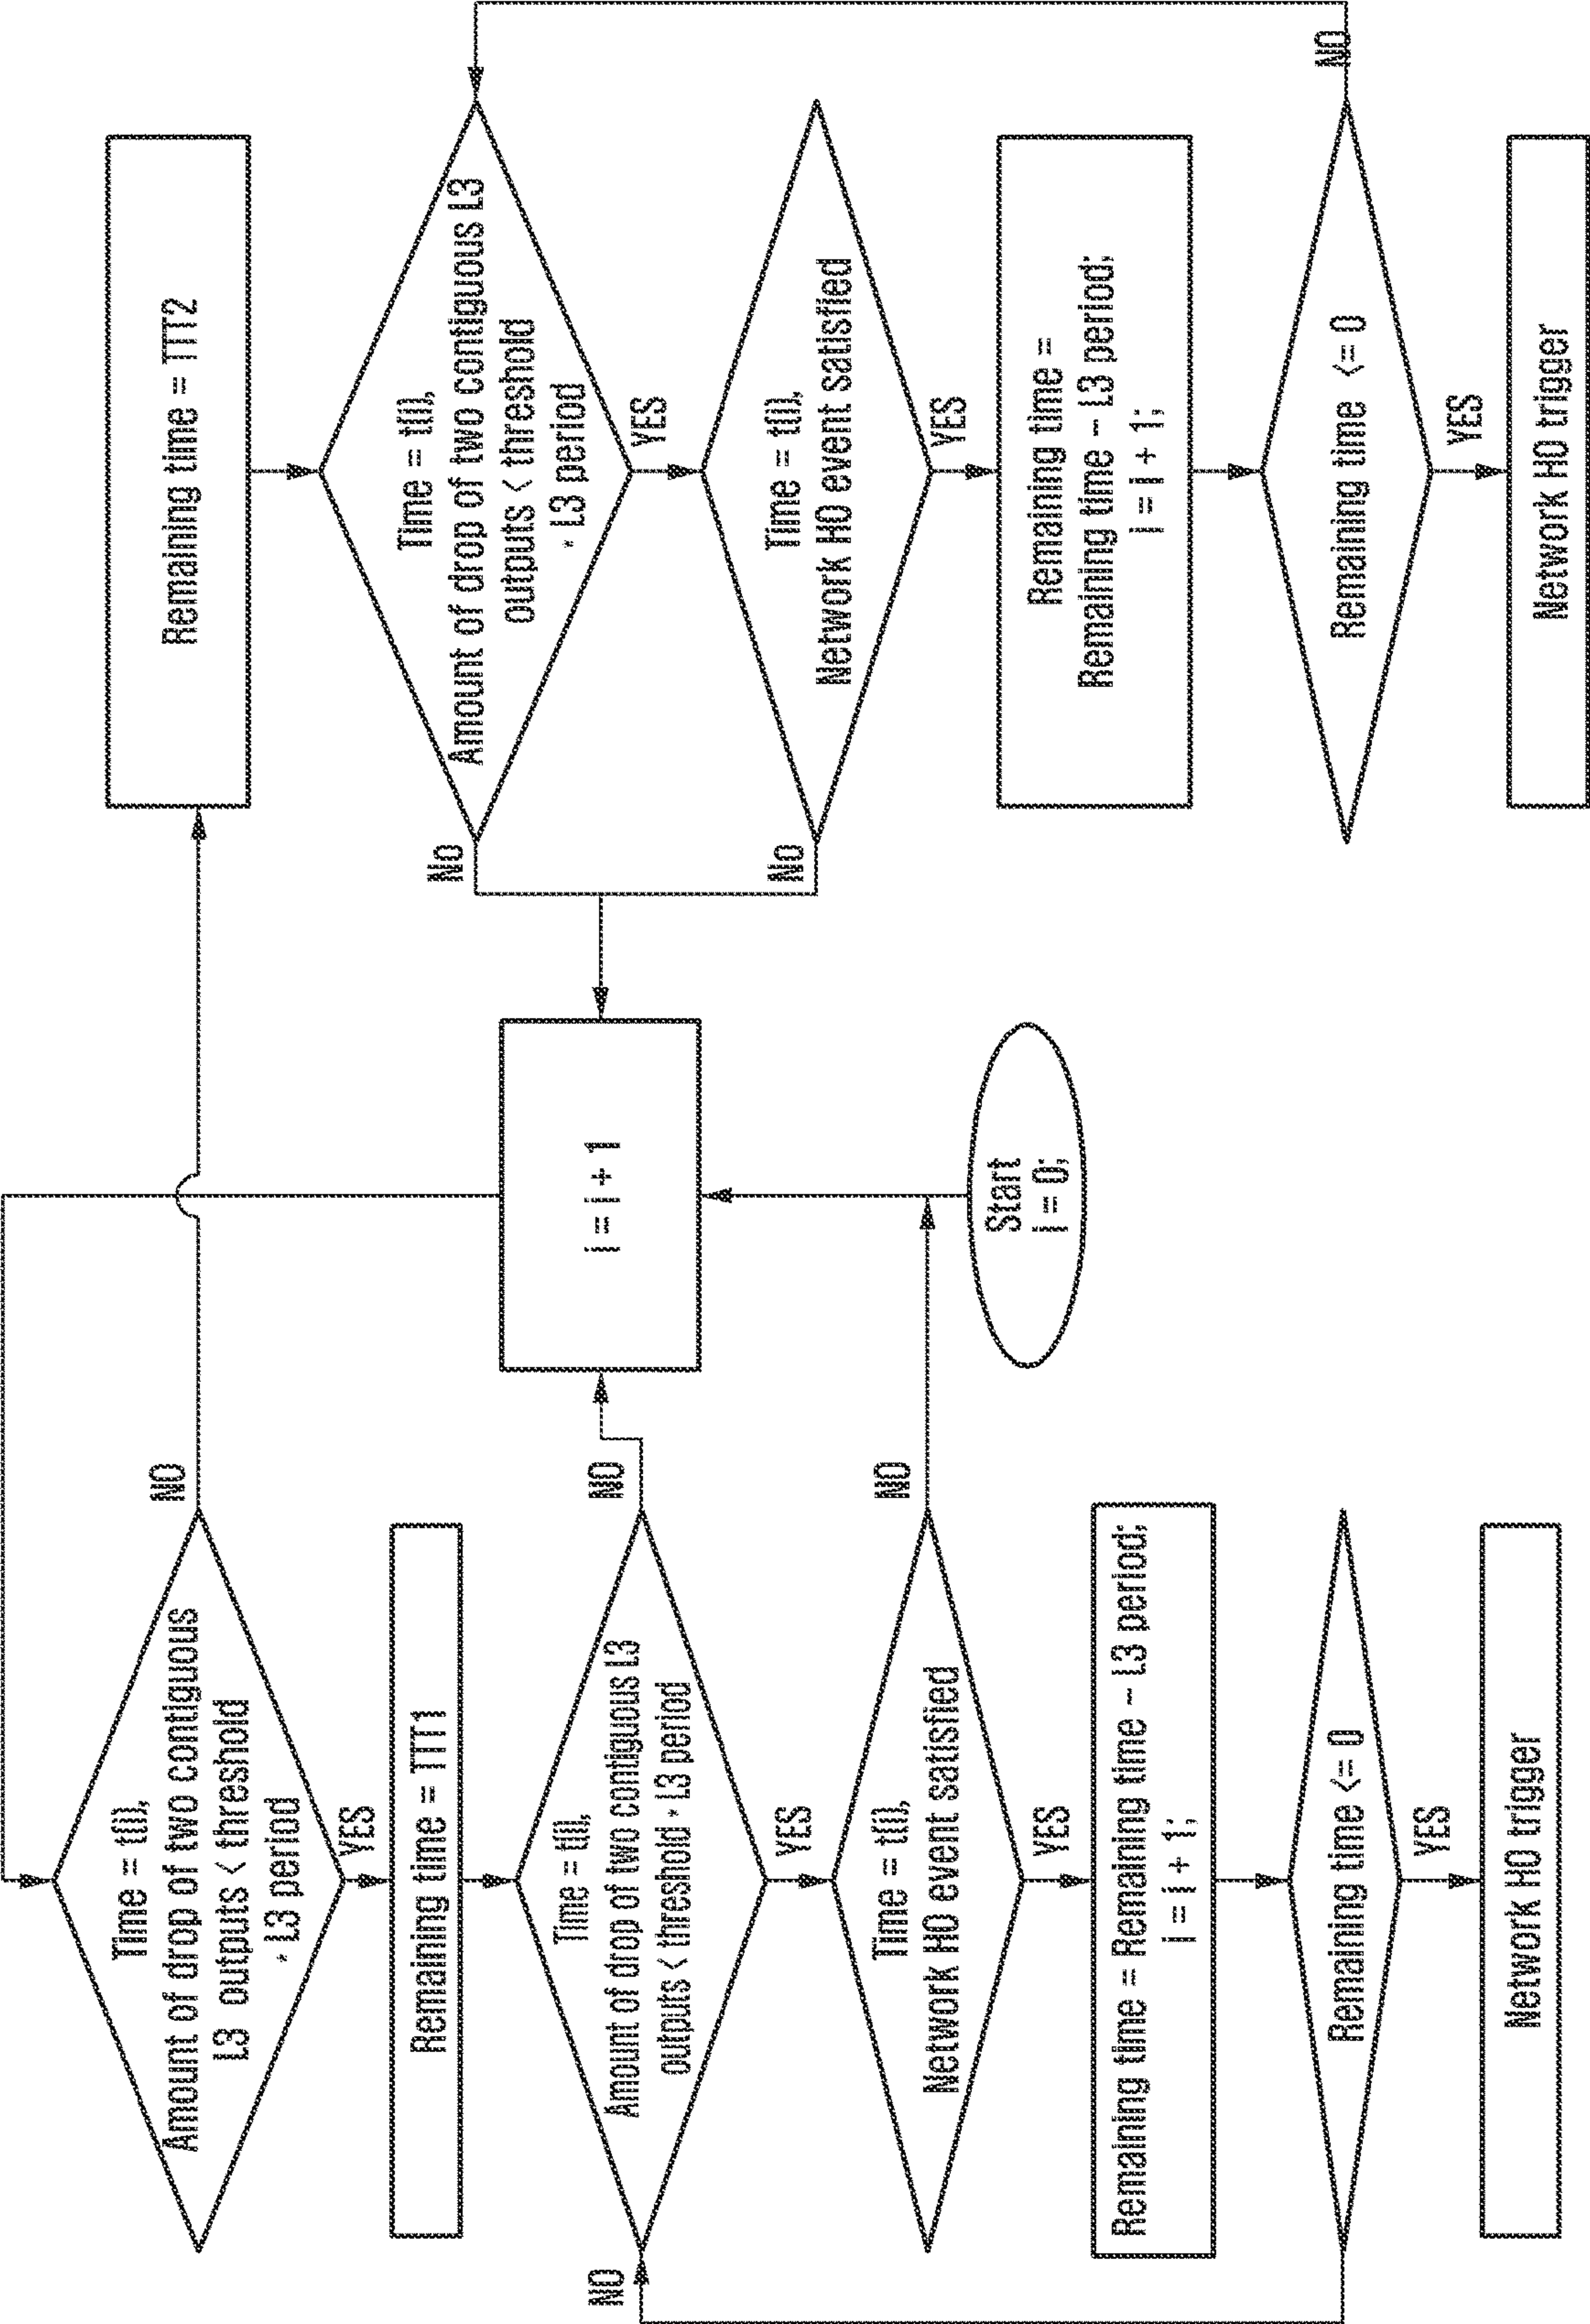 Time = t(i),
Amount of drop of two contiguous
L3 outputs < threshold
* L3 period
NO
YES
Remaining time = TTT1
Time = t(i),
Amount of drop of two contiguous L3
outputs < threshold * L3 period
NO
NO
YES
Time = t(i),
Network HO event satisfied
NO
YES
Remaining time = Remaining time - L3 period;
i = i + 1;
Remaining time <= 0
YES
Network HO trigger
i = i + 1
Start
i = 0;
Remaining time = TTT2
Time = t(i),
Amount of drop of two contiguous L3
outputs < threshold
* L3 period
No
YES
Time = t(i),
Network HO event satisfied
No
YES
Remaining time =
Remaining time - L3 period;
i = i + 1;
Remaining time <= 0
NO
YES
Network HO trigger